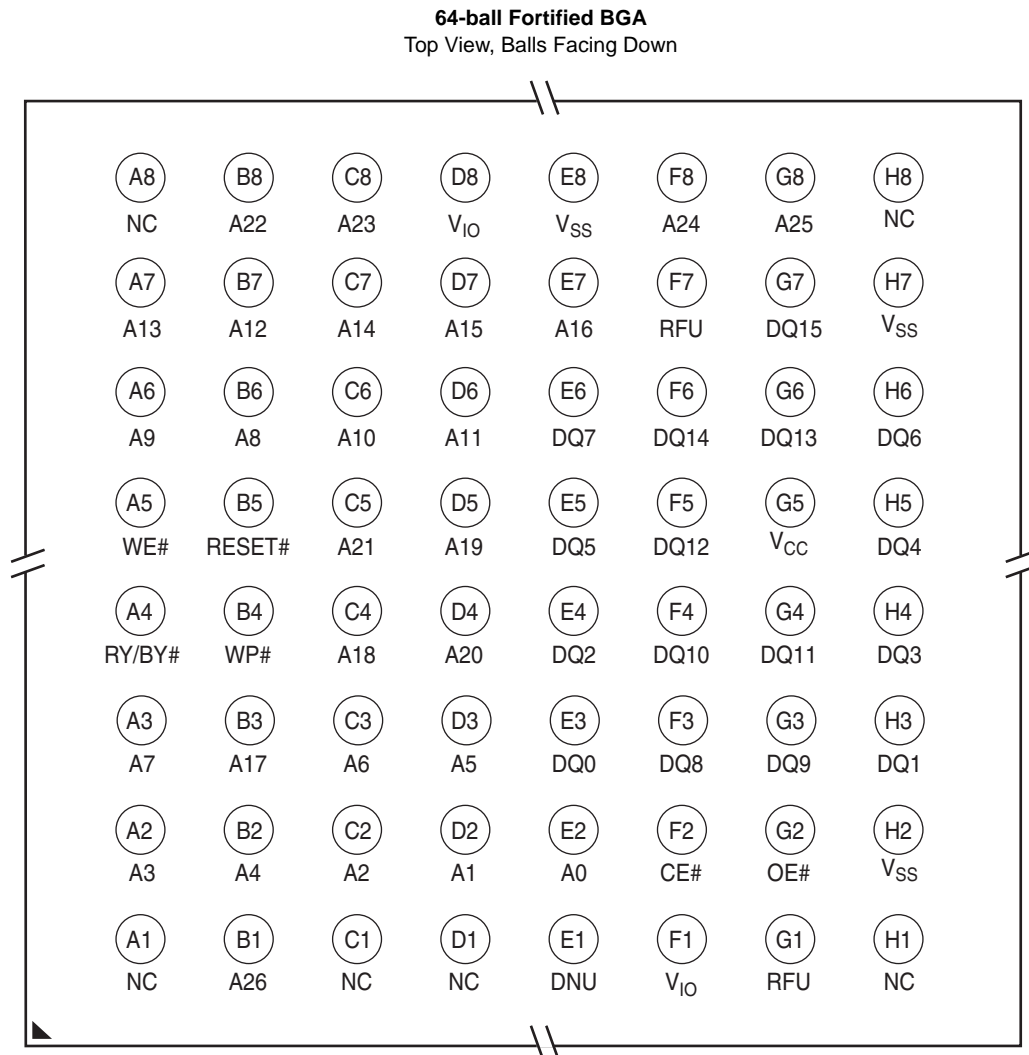 64-ball Fortified BGA
Top View, Balls Facing Down
A8 B8 C8 D8 E8 F8 G8 H8
NC A22 A23 VIO VSS A24 A25 NC
A7 B7 C7 D7 E7 F7 G7 H7
A13 A12 A14 A15 A16 RFU DQ15 VSS
A6 B6 C6 D6 E6 F6 G6 H6
A9 A8 A10 A11 DQ7 DQ14 DQ13 DQ6
A5 B5 C5 D5 E5 F5 G5 H5
WE# RESET# A21 A19 DQ5 DQ12 VCC DQ4
A4 B4 C4 D4 E4 F4 G4 H4
RY/BY# WP# A18 A20 DQ2 DQ10 DQ11 DQ3
A3 B3 C3 D3 E3 F3 G3 H3
A7 A17 A6 A5 DQ0 DQ8 DQ9 DQ1
A2 B2 C2 D2 E2 F2 G2 H2
A3 A4 A2 A1 A0 CE# OE# VSS
A1 B1 C1 D1 E1 F1 G1 H1
NC A26 NC NC DNU VIO RFU NC